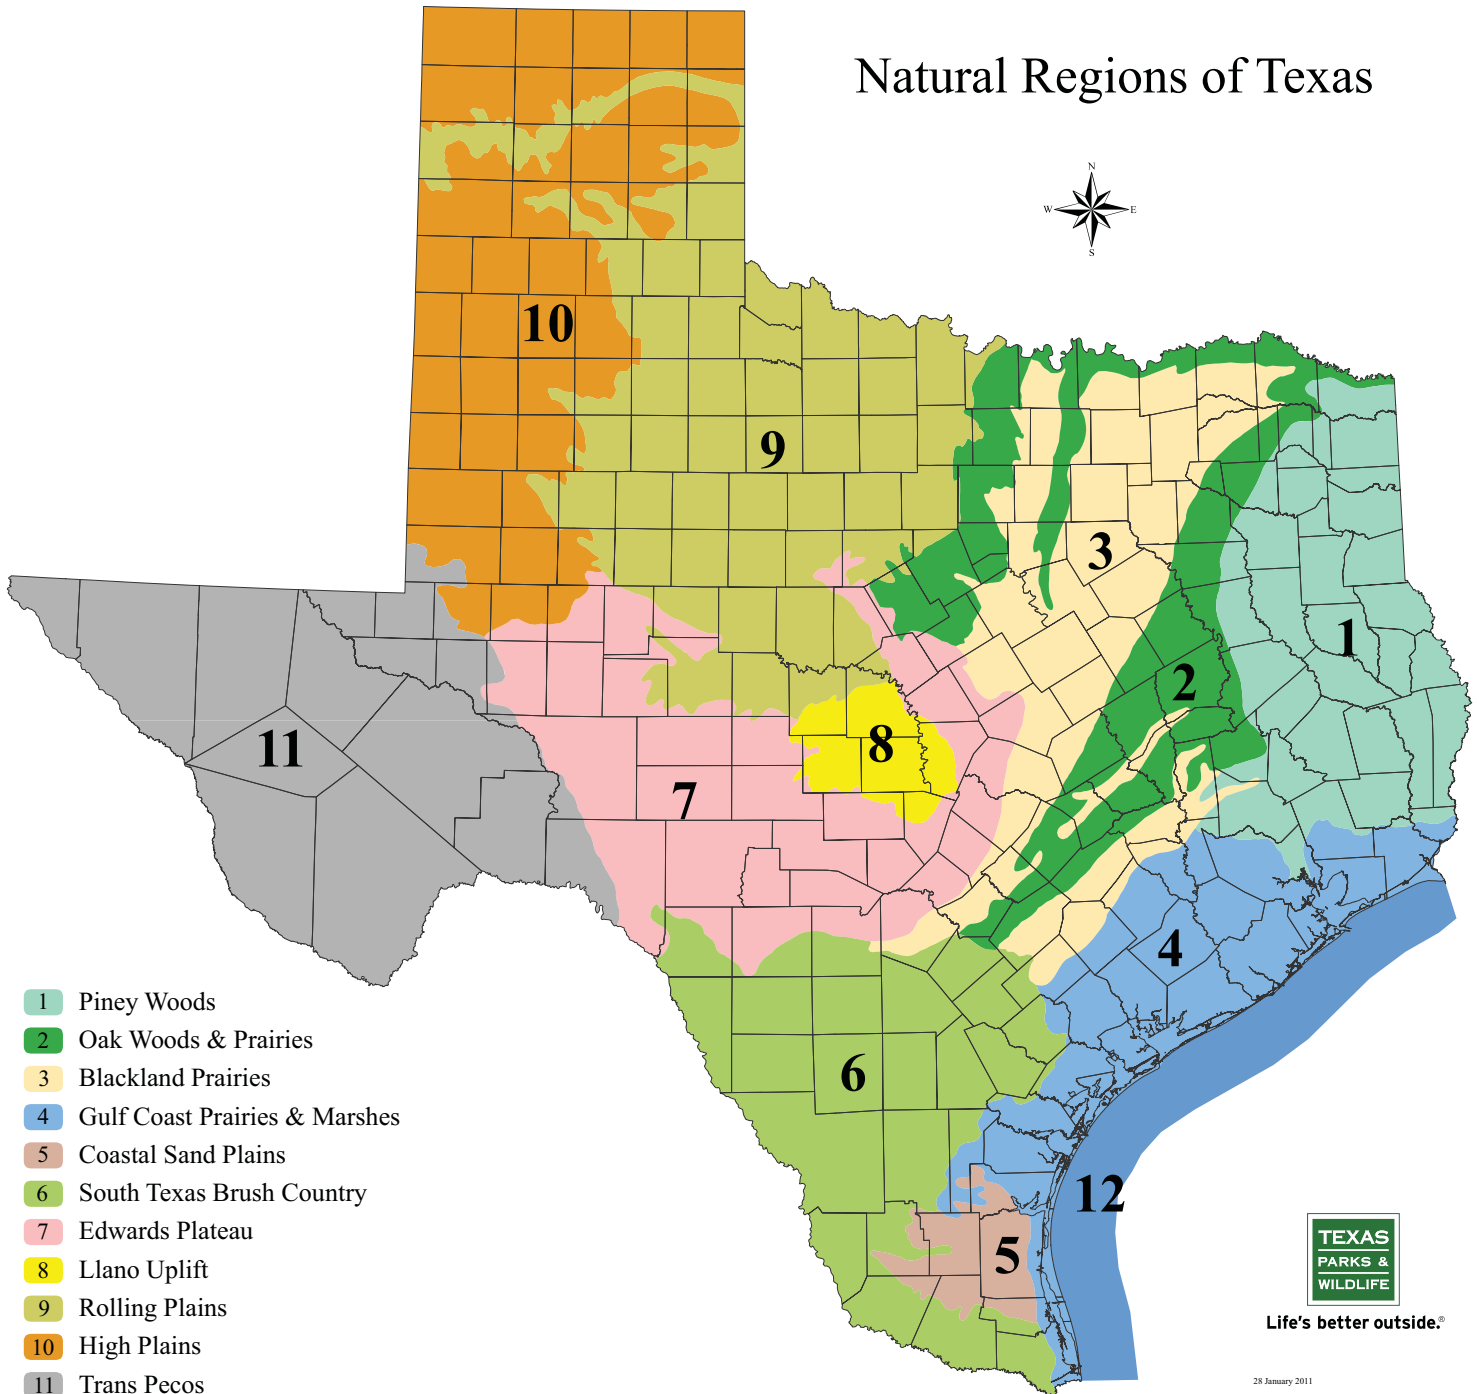 Natural Regions of Texas
N
W
E
S
10
9
3
1
2
11
8
7
4
6
12
5
1 Piney Woods
2 Oak Woods & Prairies
3 Blackland Prairies
4 Gulf Coast Prairies & Marshes
5 Coastal Sand Plains
6 South Texas Brush Country
7 Edwards Plateau
8 Llano Uplift
9 Rolling Plains
10 High Plains
11 Trans Pecos
TEXAS
PARKS &
WILDLIFE
Life's better outside.®
28 January 2011